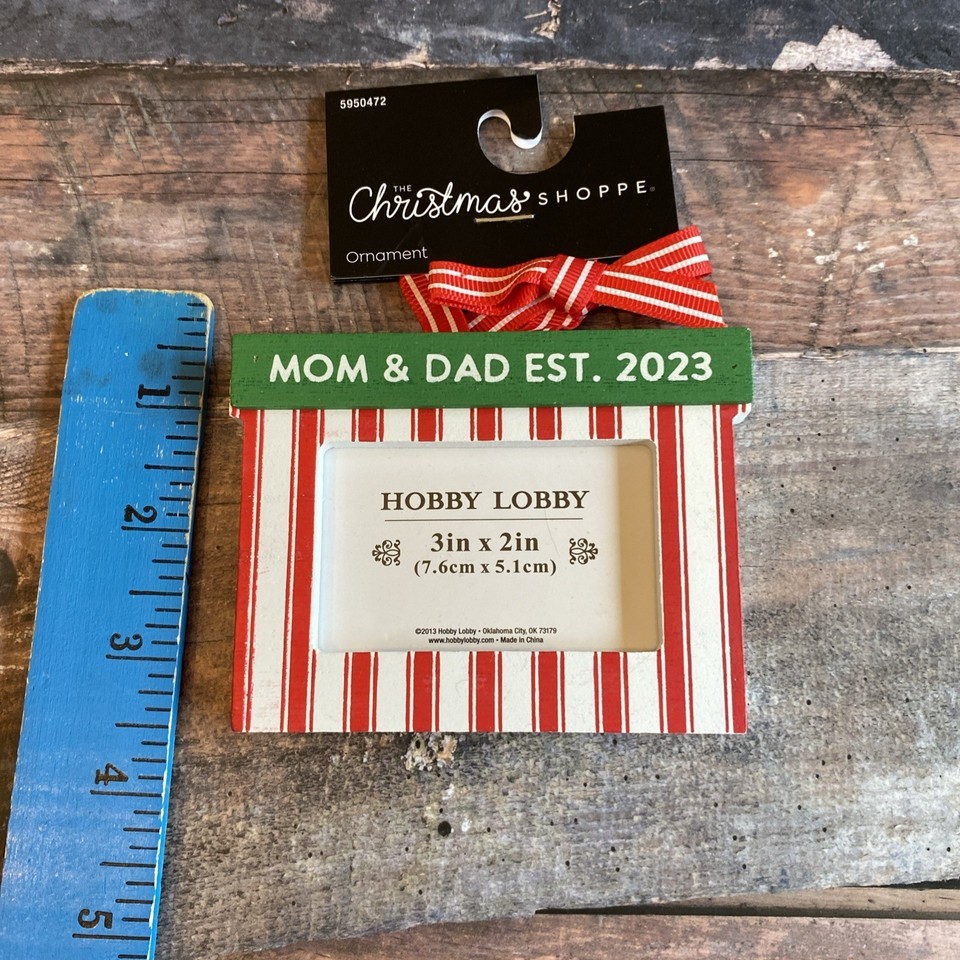 5950472
THE
Christmas SHOPPE®
Ornament
MOM & DAD EST. 2023
HOBBY LOBBY
3in x 2in
(7.6cm x 5.1cm)
©2013 Hobby Lobby • Oklahoma City, OK 73179
www.hobbylobby.com • Made in China
1
2
3
4
5